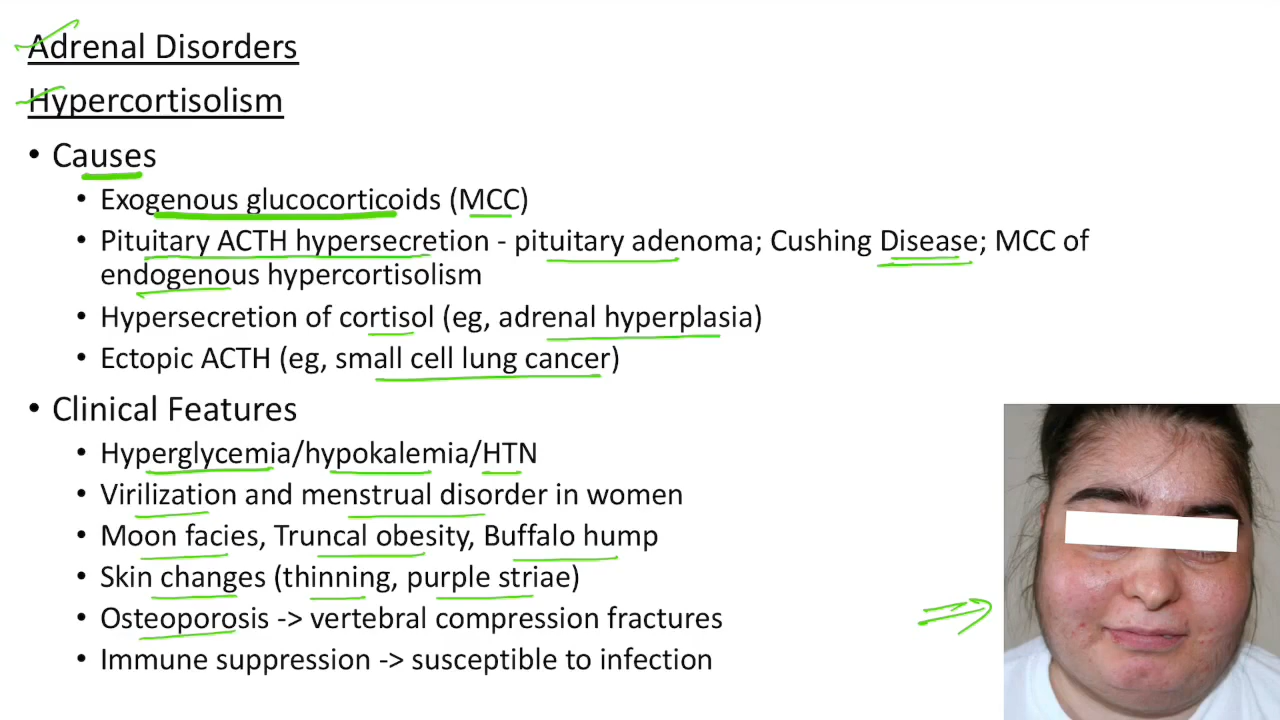 Adrenal Disorders
Hypercortisolism
• Causes
• Exogenous glucocorticoids (MCC)
• Pituitary ACTH hypersecretion - pituitary adenoma; Cushing Disease; MCC of
endogenous hypercortisolism
• Hypersecretion of cortisol (eg, adrenal hyperplasia)
• Ectopic ACTH (eg, small cell lung cancer)
• Clinical Features
• Hyperglycemia/hypokalemia/HTN
• Virilization and menstrual disorder in women
• Moon facies, Truncal obesity, Buffalo hump
• Skin changes (thinning, purple striae)
• Osteoporosis -> vertebral compression fractures
• Immune suppression -> susceptible to infection